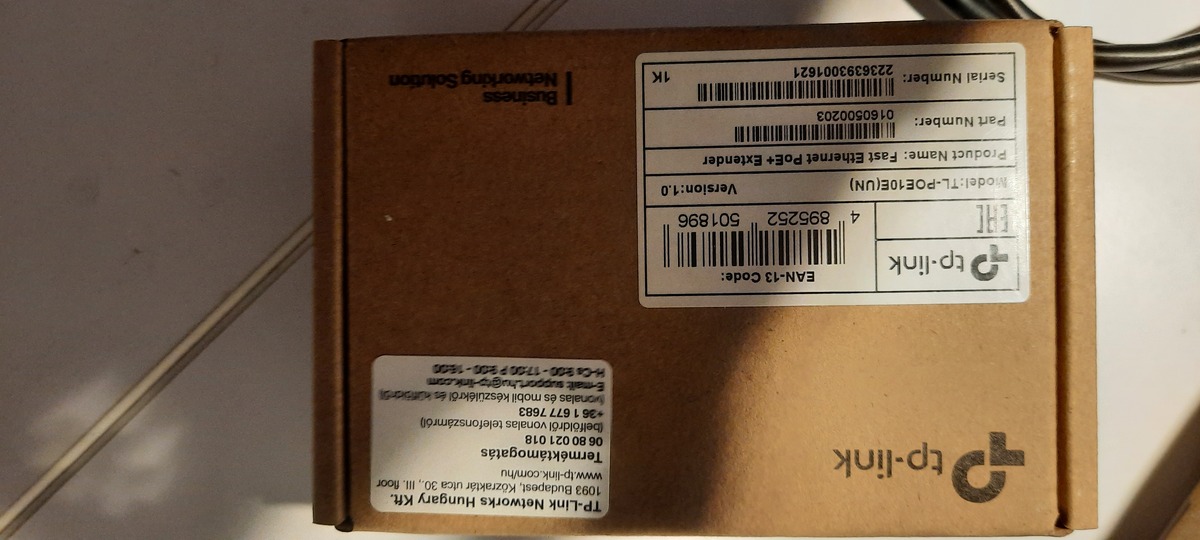 tp-link
TP-Link Networks Hungary Kft.
1093 Budapest, Közraktár utca 30., III. floor
www.tp-link.com/hu
Terméktámogatás
06 80 021 018
(belföldről vonalas telefonszámról)
+36 1 677 7683
(vonalas és mobil készülékről és külföldről)
E-mail: support.hu@tp-link.com
H-Cs 9:00 - 17:00 P 9:00 - 16:00
tp-link
EAN-13 Code:
4 895252 501896
EAC
Model:TL-POE10E(UN) Version:1.0
Product Name: Fast Ethernet PoE+ Extender
Part Number: 0160500203
Serial Number: 2236393001621 1K
Business
Networking Solution